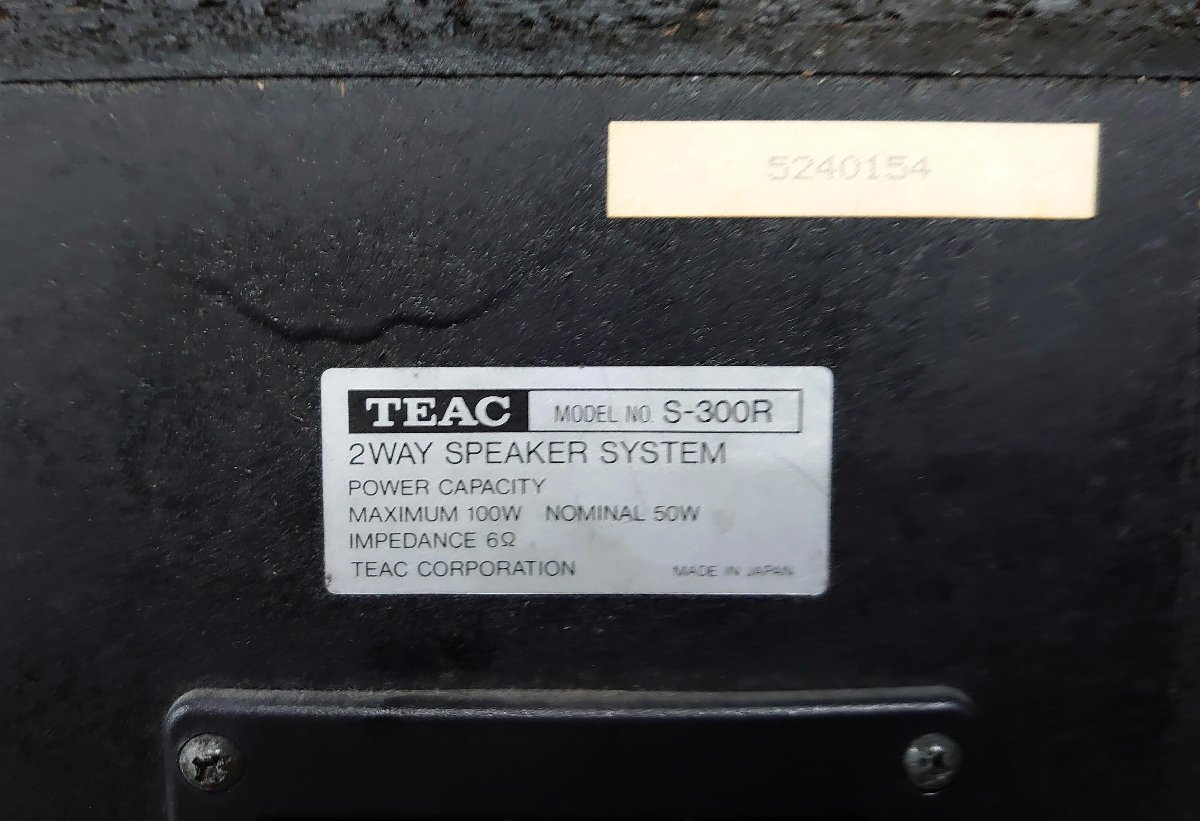 5240154
TEAC MODEL NO. S-300R
2WAY SPEAKER SYSTEM
POWER CAPACITY
MAXIMUM 100W NOMINAL 50W
IMPEDANCE 6Ω
TEAC CORPORATION MADE IN JAPAN